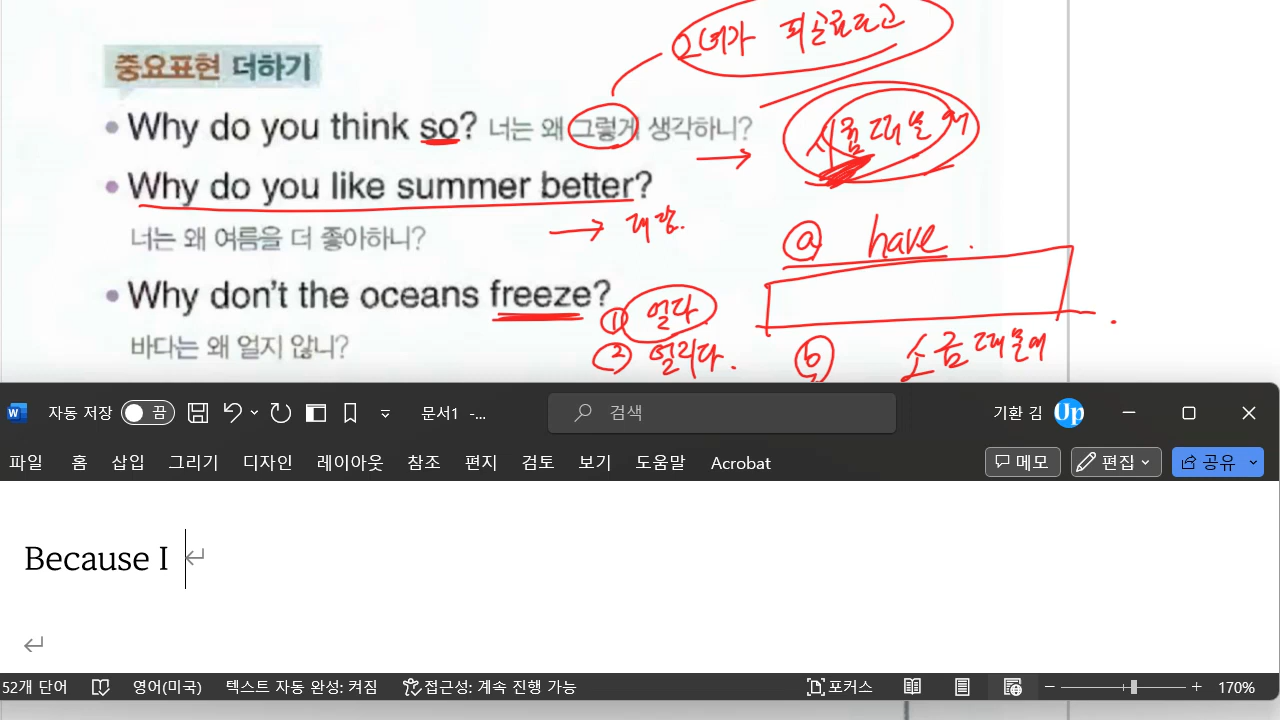 네가 피곤하다고
중요표현 더하기
• Why do you think so? 너는 왜 그렇게 생각하니?
→ 시험 때문에
• Why do you like summer better?
너는 왜 여름을 더 좋아하니?
→ 대답.
ⓐ have.
• Why don't the oceans freeze?
① 얼다
바다는 왜 얼지 않니?
② 얼리다.
ⓑ 소금 때문에
자동 저장 끔 문서1 -... 검색 기환 김 Up
파일 홈 삽입 그리기 디자인 레이아웃 참조 편지 검토 보기 도움말 Acrobat 메모 편집 공유
Because I
52개 단어 영어(미국) 텍스트 자동 완성: 켜짐 접근성: 계속 진행 가능 포커스 170%